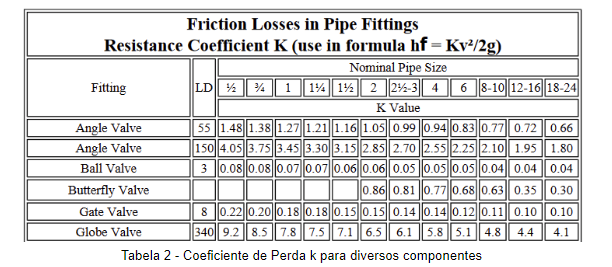 Friction Losses in Pipe Fittings
Resistance Coefficient K (use in formula hf = Kv²/2g)
Fitting LD Nominal Pipe Size
½ ¾ 1 1¼ 1½ 2 2½-3 4 6 8-10 12-16 18-24
K Value
Angle Valve 55 1.48 1.38 1.27 1.21 1.16 1.05 0.99 0.94 0.83 0.77 0.72 0.66
Angle Valve 150 4.05 3.75 3.45 3.30 3.15 2.85 2.70 2.55 2.25 2.10 1.95 1.80
Ball Valve 3 0.08 0.08 0.07 0.07 0.06 0.06 0.05 0.05 0.05 0.04 0.04 0.04
Butterfly Valve 0.86 0.81 0.77 0.68 0.63 0.35 0.30
Gate Valve 8 0.22 0.20 0.18 0.18 0.15 0.15 0.14 0.14 0.12 0.11 0.10 0.10
Globe Valve 340 9.2 8.5 7.8 7.5 7.1 6.5 6.1 5.8 5.1 4.8 4.4 4.1
Tabela 2 - Coeficiente de Perda k para diversos componentes